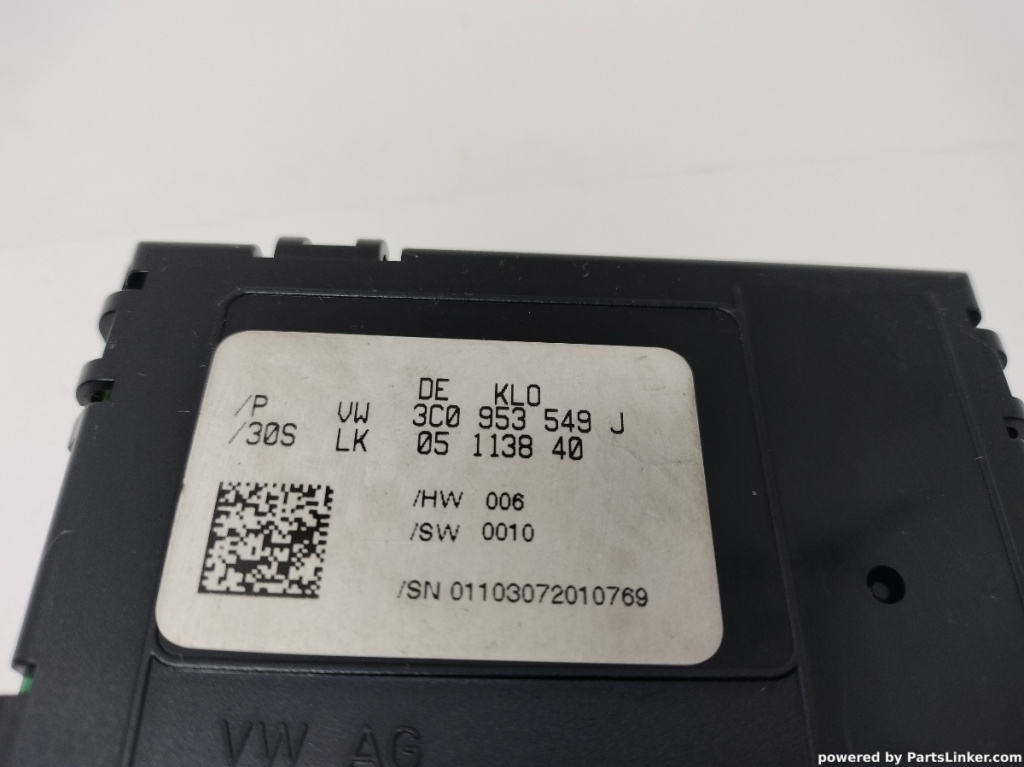 DE KLO
/P VW 3C0 953 549 J
/30S LK 05 1138 40
/HW 006
/SW 0010
/SN 01103072010769
VW AG
powered by PartsLinker.com